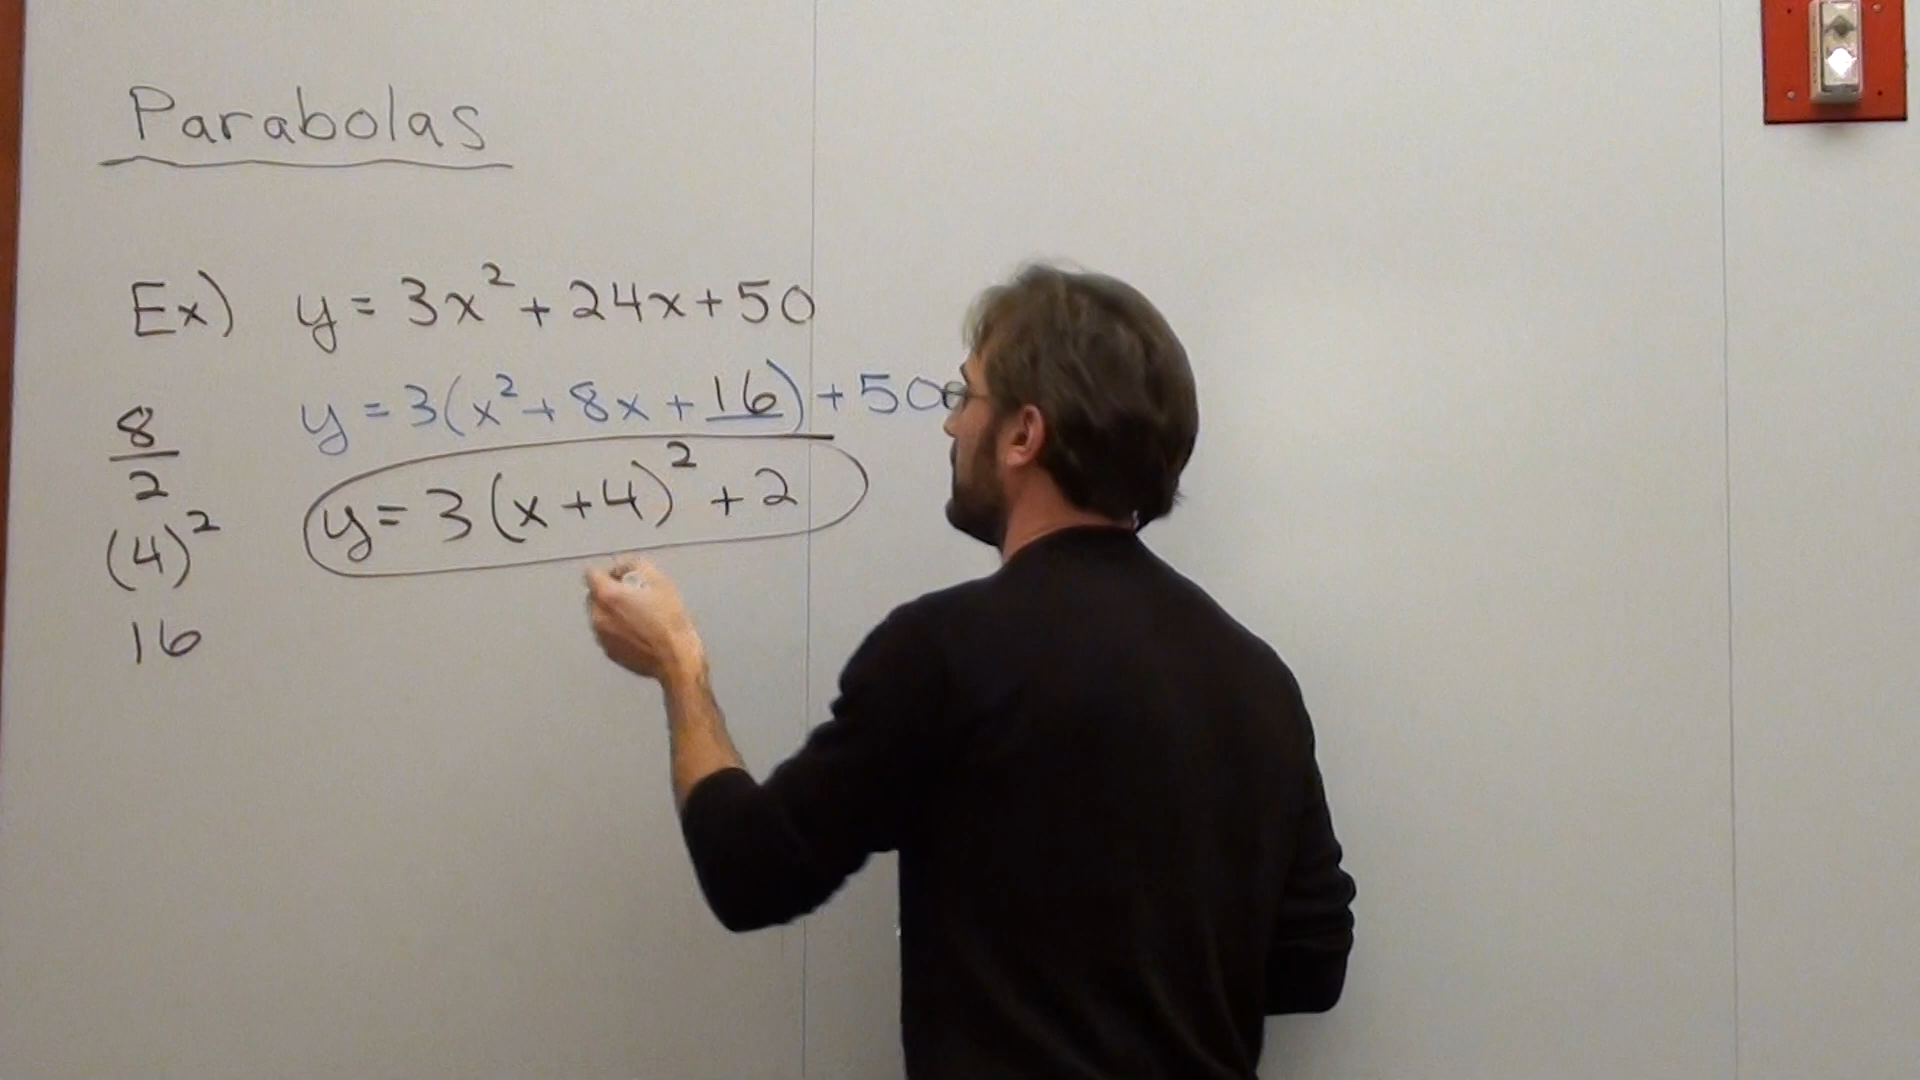 Parabolas
Ex) y = 3x² + 24x + 50
y = 3(x² + 8x + 16) + 50
y = 3(x + 4)² + 2
8
2
(4)²
16